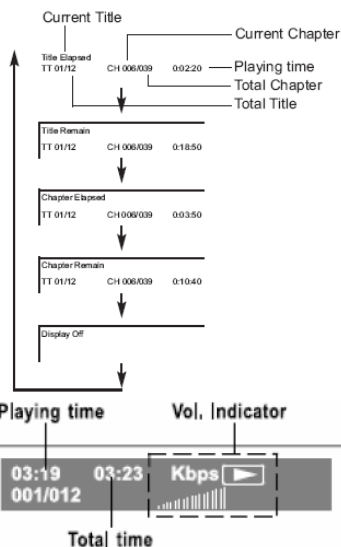 Current Title
Current Chapter
Title Elapsed
TT 01/12 CH 006/039 0:02:20
Playing time
Total Chapter
Total Title
Title Remain
TT 01/12 CH 006/039 0:18:50
Chapter Elapsed
TT 01/12 CH 006/039 0:03:50
Chapter Remain
TT 01/12 CH 006/039 0:10:40
Display Off
Playing time Vol. Indicator
03:19 03:23 Kbps
001/012
Total time